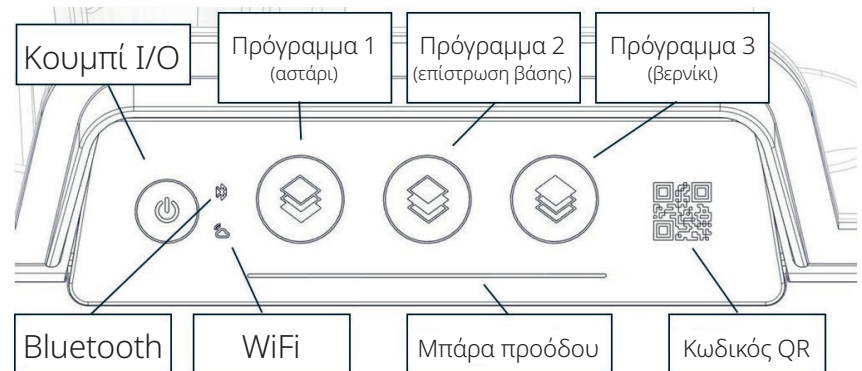 Κουμπί I/O
Πρόγραμμα 1
(αστάρι)
Πρόγραμμα 2
(επίστρωση βάσης)
Πρόγραμμα 3
(βερνίκι)
Bluetooth
WiFi
Μπάρα προόδου
Κωδικός QR